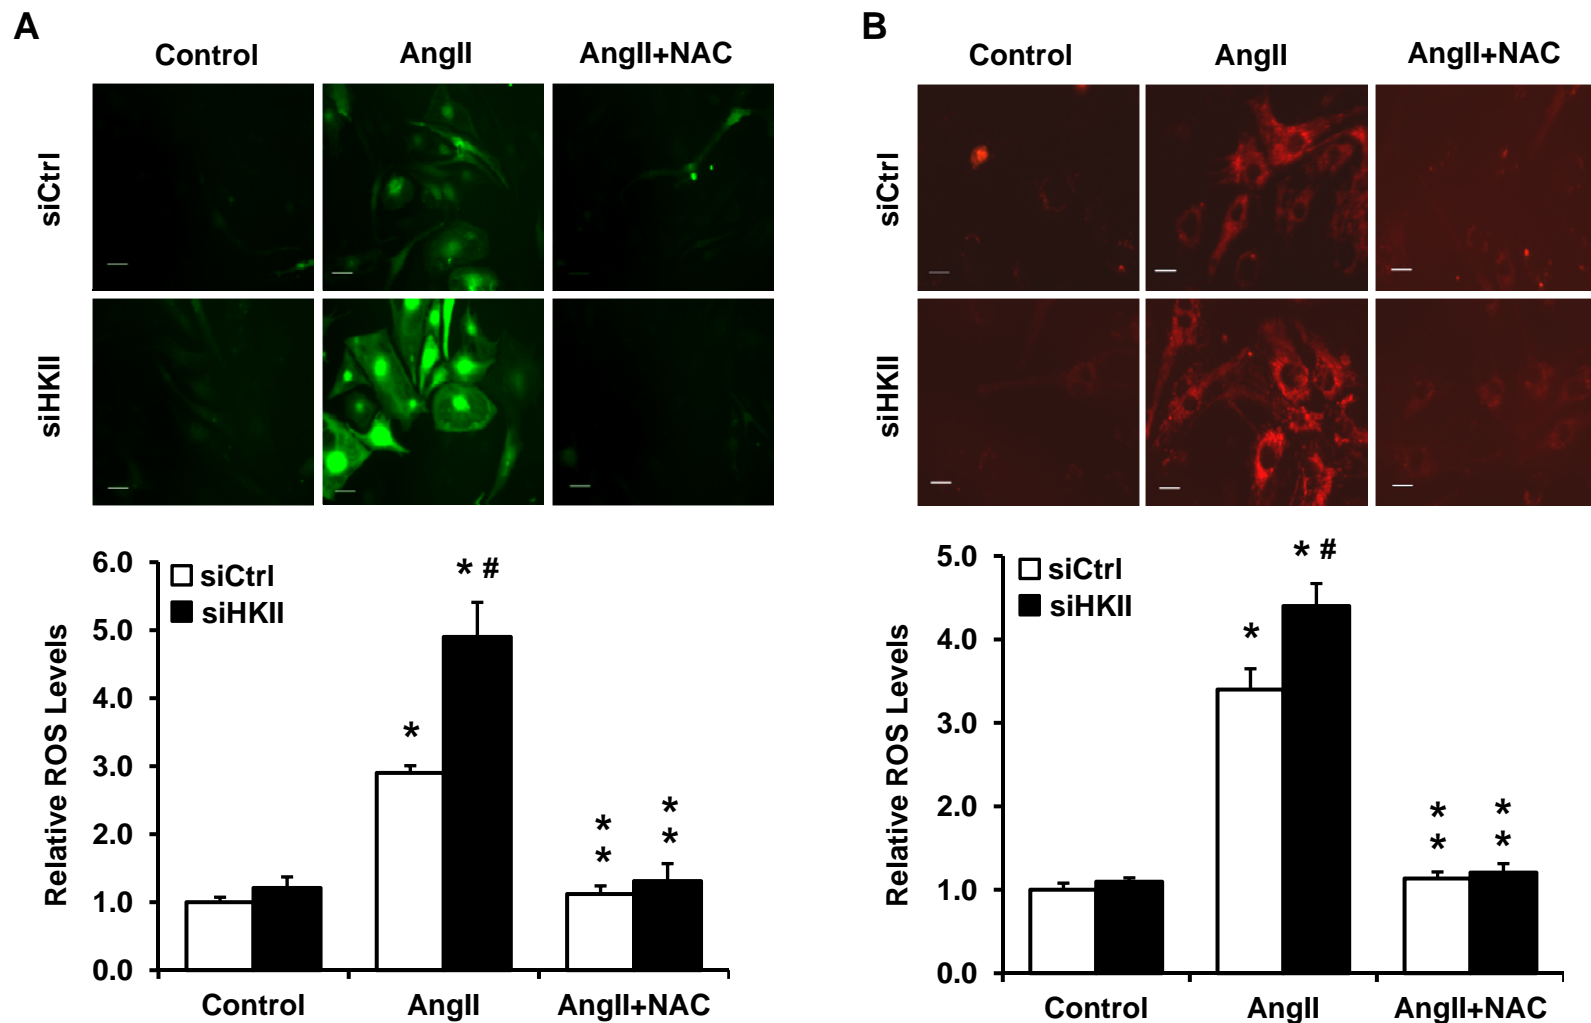 A
Control AngII AngII+NAC
siCtrl
siHKII
6.0
5.0
4.0
3.0
2.0
1.0
0.0
Relative ROS Levels
siCtrl
siHKII
*
* #
*
*
*
*
Control AngII AngII+NAC
B
Control AngII AngII+NAC
siCtrl
siHKII
5.0
4.0
3.0
2.0
1.0
0.0
Relative ROS Levels
siCtrl
siHKII
*
* #
*
*
*
*
Control AngII AngII+NAC